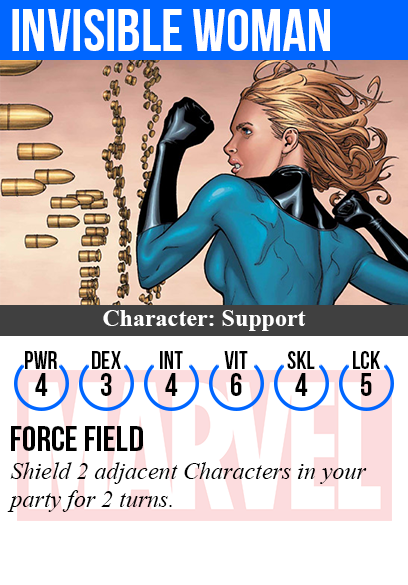 INVISIBLE WOMAN
Character: Support
PWR DEX INT VIT SKL LCK
4 3 4 6 4 5
FORCE FIELD
Shield 2 adjacent Characters in your
party for 2 turns.
MARVEL